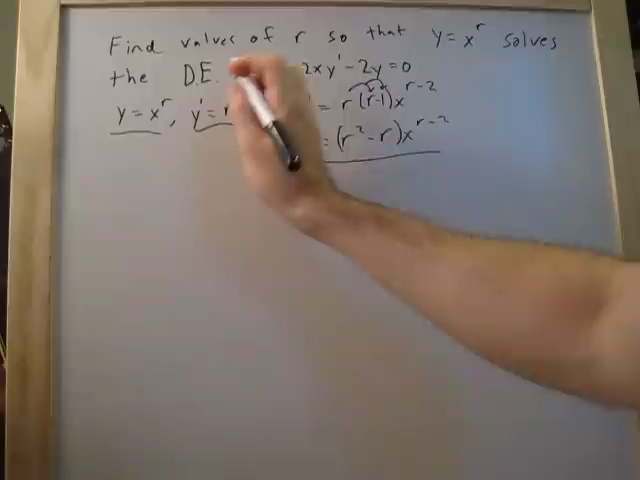 Find values of r so that y = x^r solves
the D.E. 2xy' - 2y = 0
y = x^r, y' = r = r(r-1)x^{r-2}
= (r^2 - r)x^{r-2}